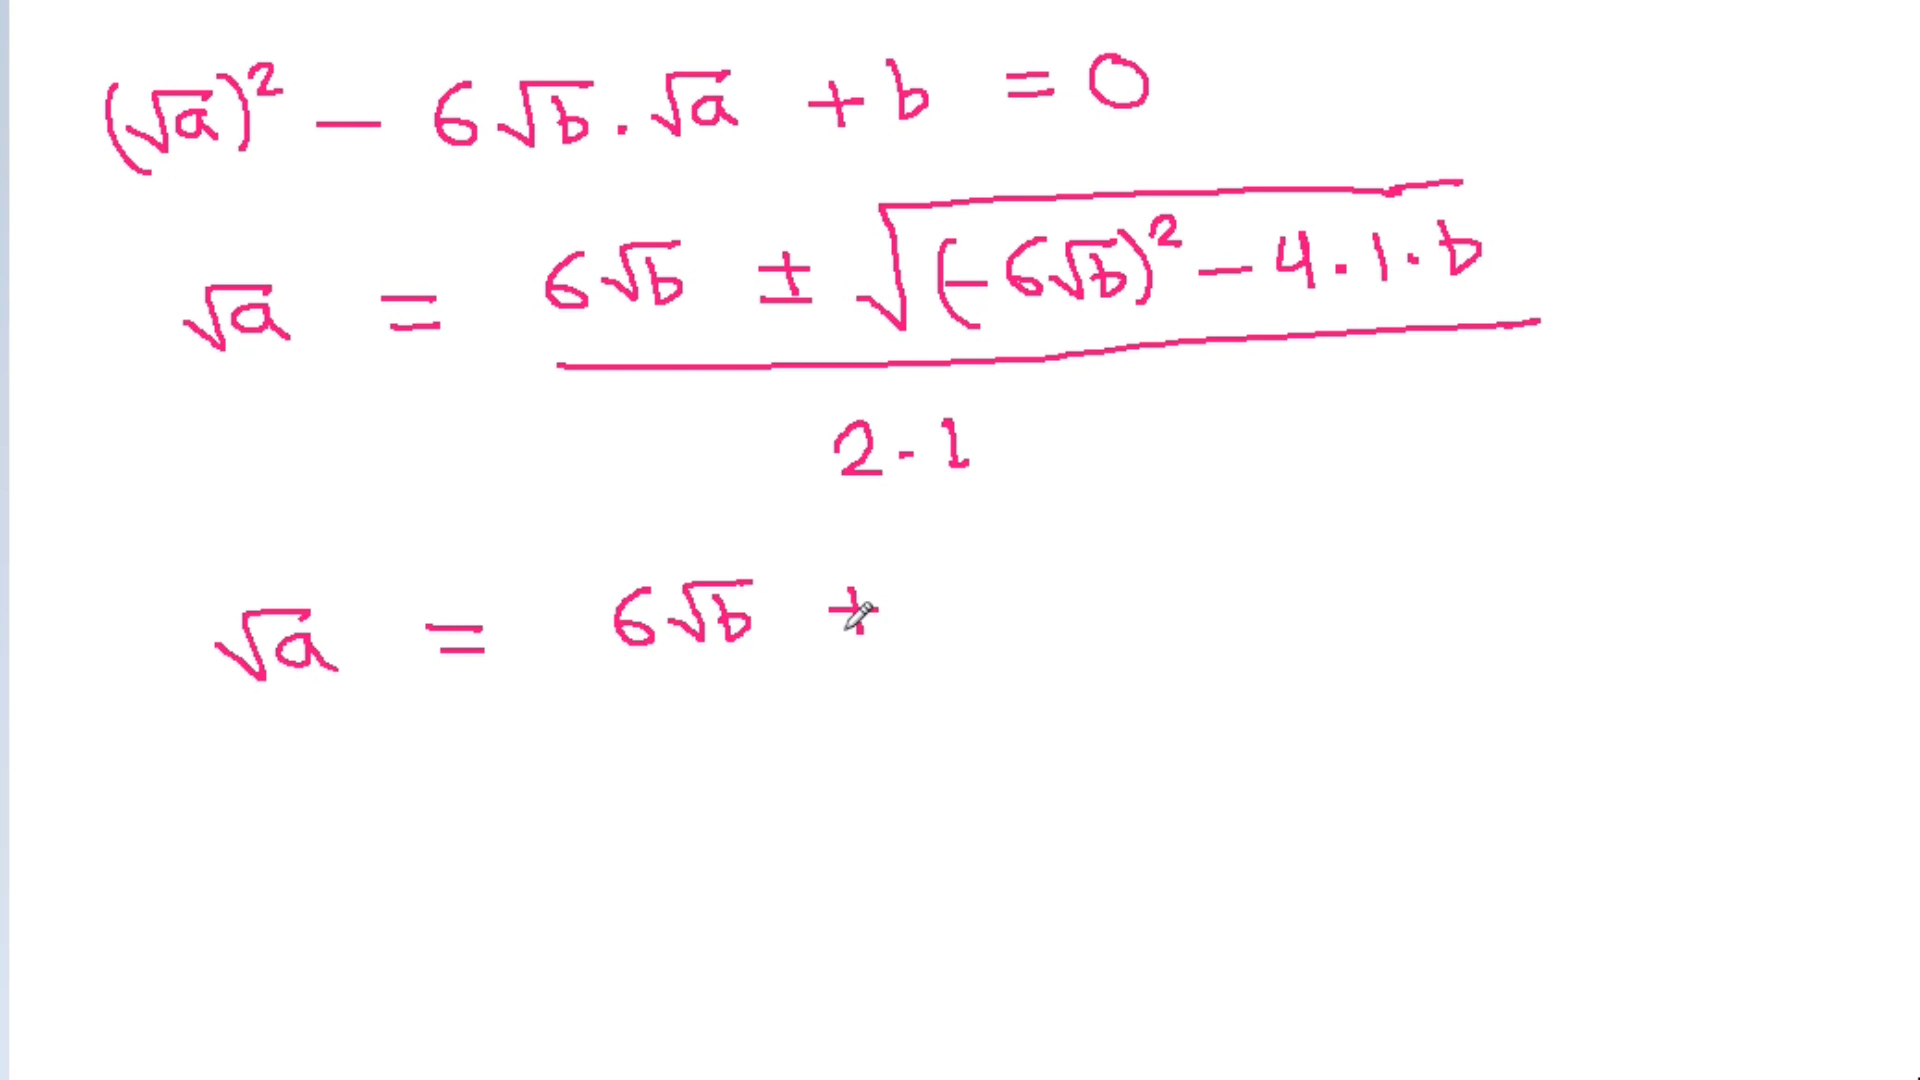 (√a)² − 6√b · √a + b = 0
√a = 6√b ± √((−6√b)² − 4 · 1 · b)
2 · 1
√a = 6√b +